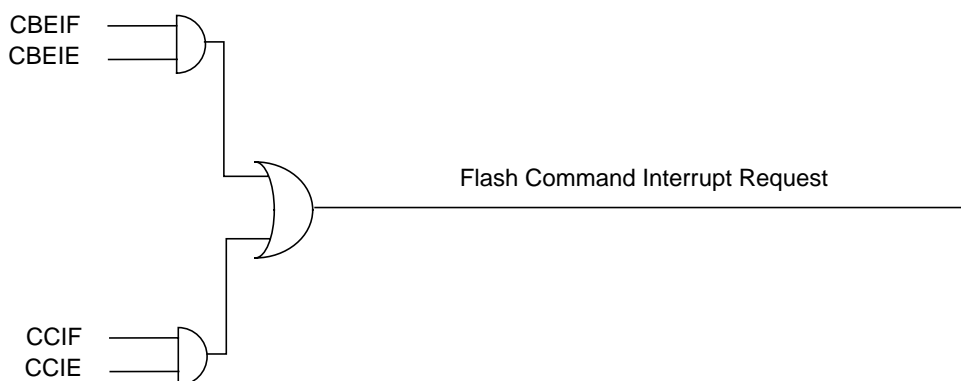 CBEIF
CBEIE
Flash Command Interrupt Request
CCIF
CCIE